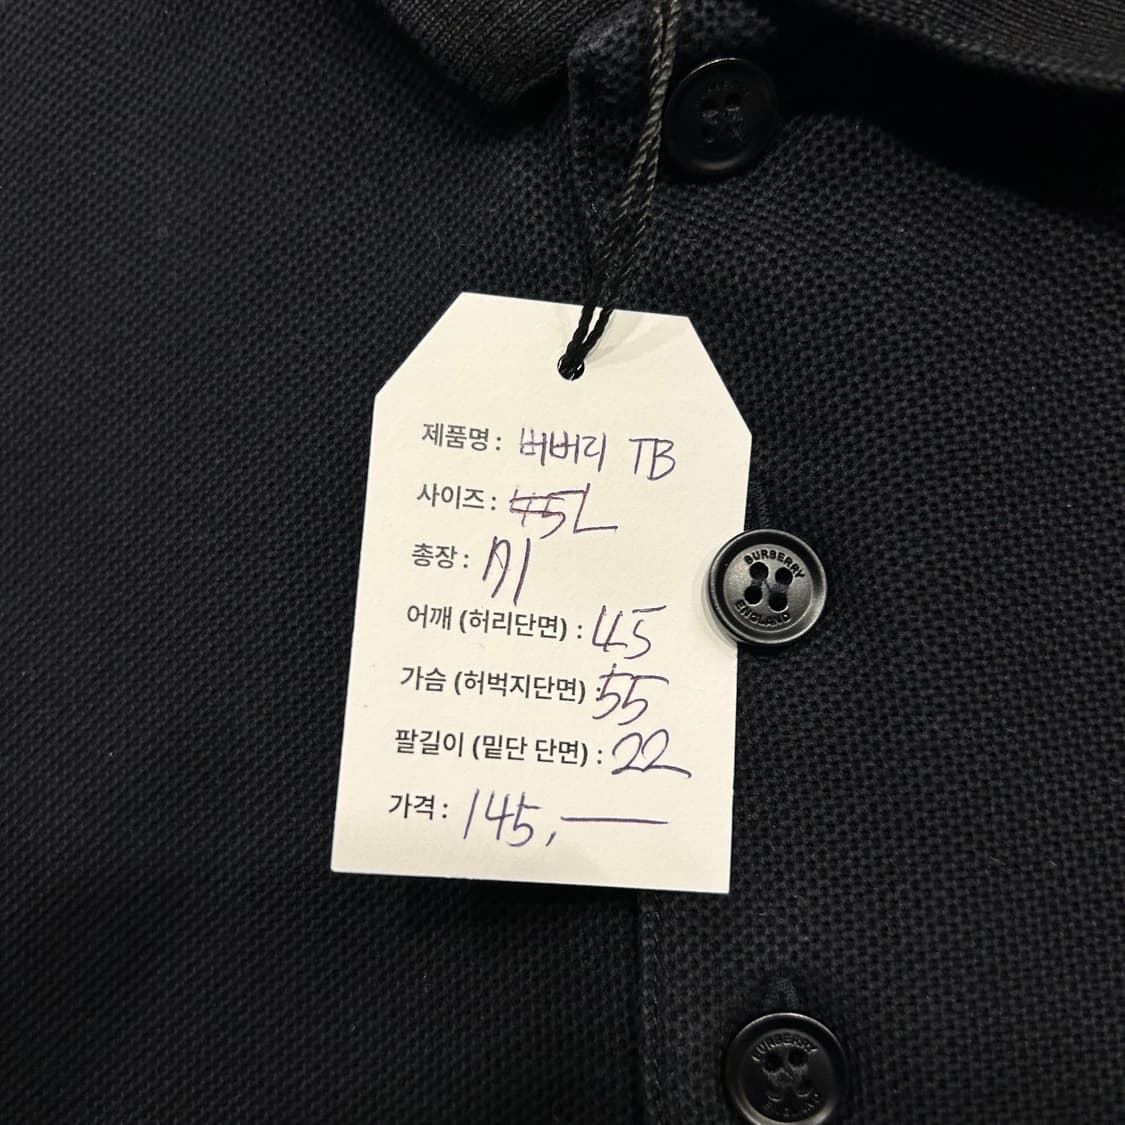 제품명 : 버버리 TB
사이즈 : 45L
총장 : 71
어깨 (허리단면) : 45
가슴 (허벅지단면) : 55
팔길이 (밑단 단면) : 22
가격 : 145,—
BURBERRY
ENGLAND
BURBERRY